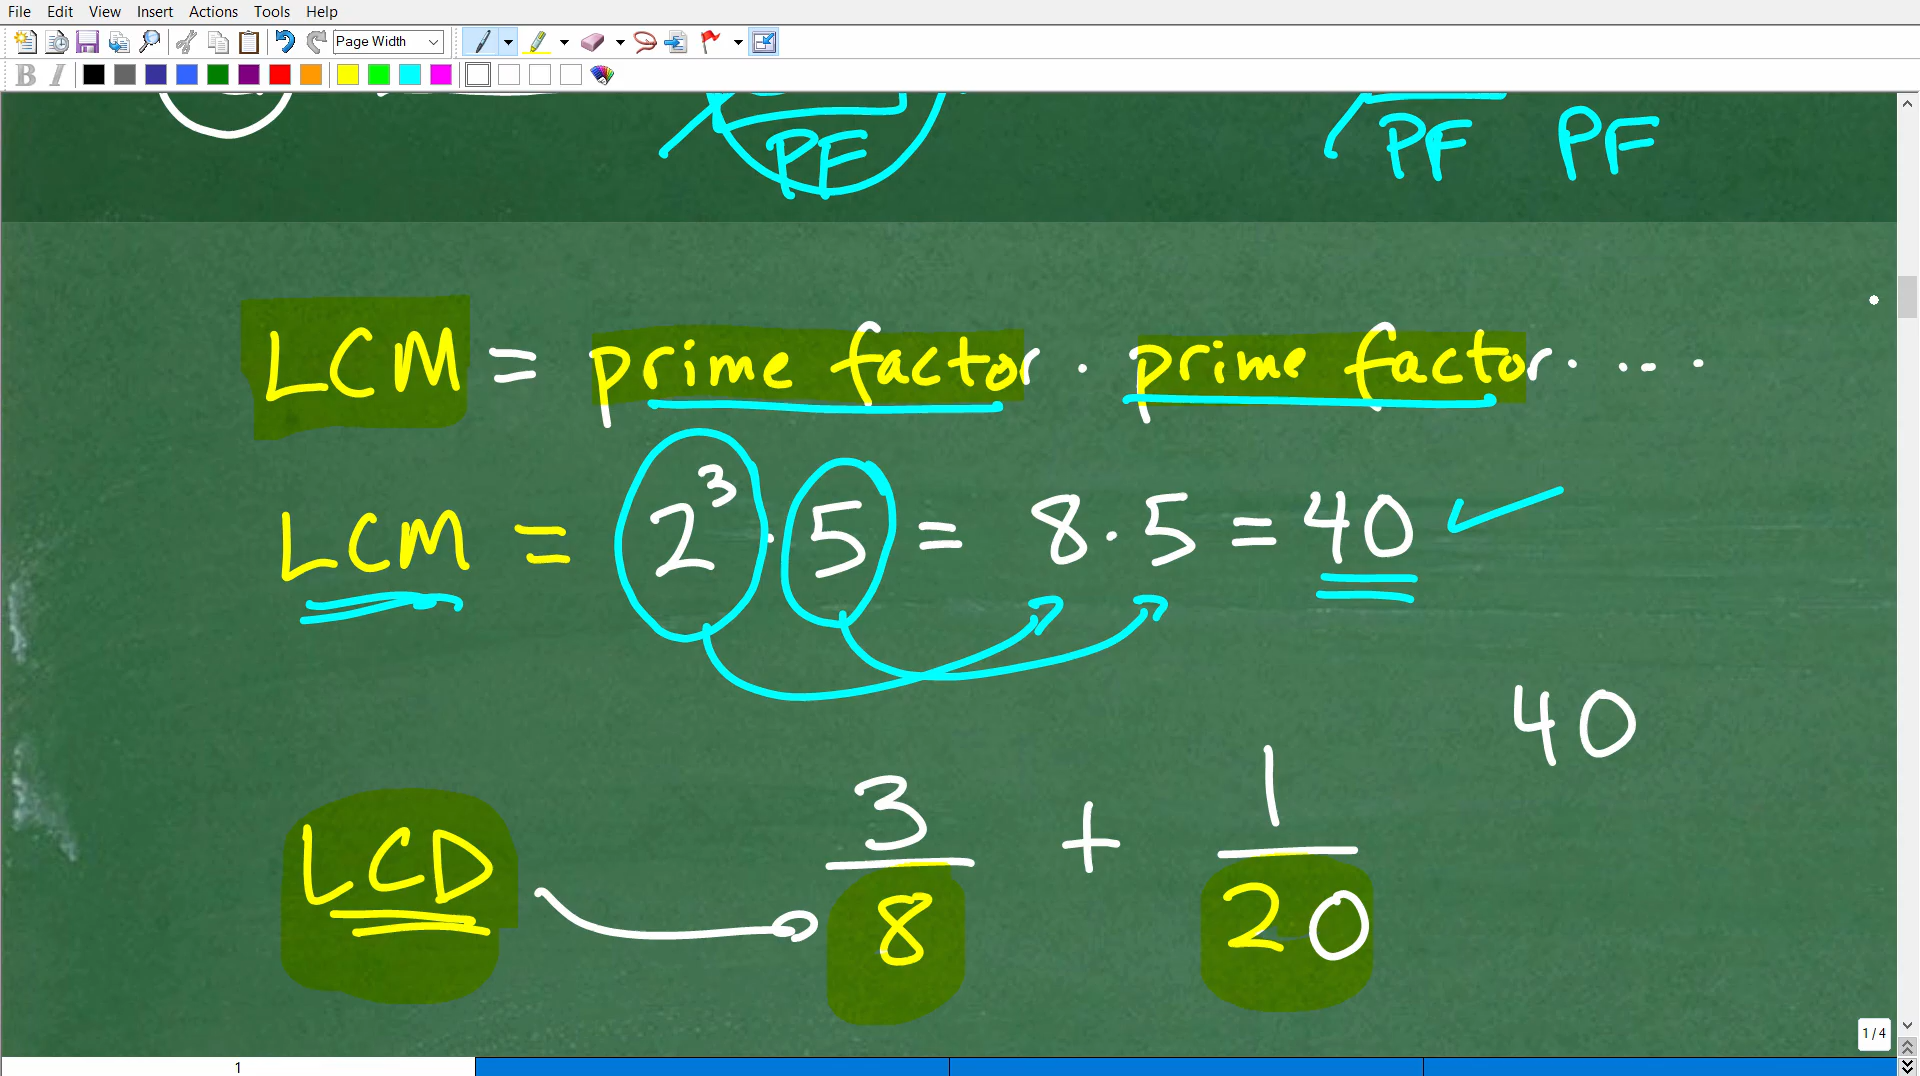 File Edit View Insert Actions Tools Help
Page Width
B I
PF PF PF
LCM = prime factor · prime factor · ...
LCM = 2³ · 5 = 8 · 5 = 40
40
LCD 3/8 + 1/20
1/4
1